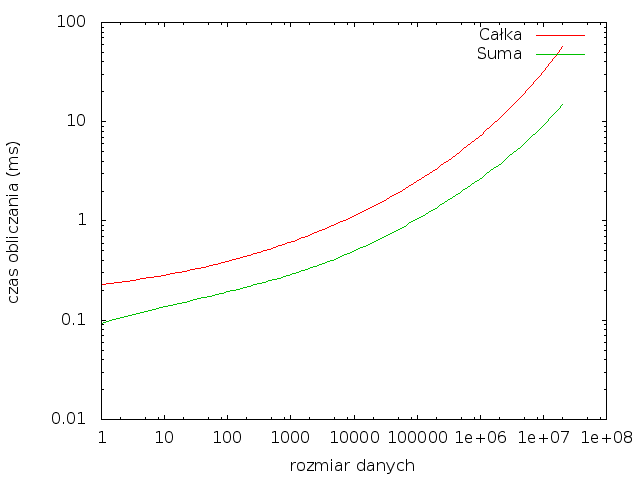 100
10
1
0.1
0.01
czas obliczania (ms)
Całka
Suma
1 10 100 1000 10000 100000 1e+06 1e+07 1e+08
rozmiar danych